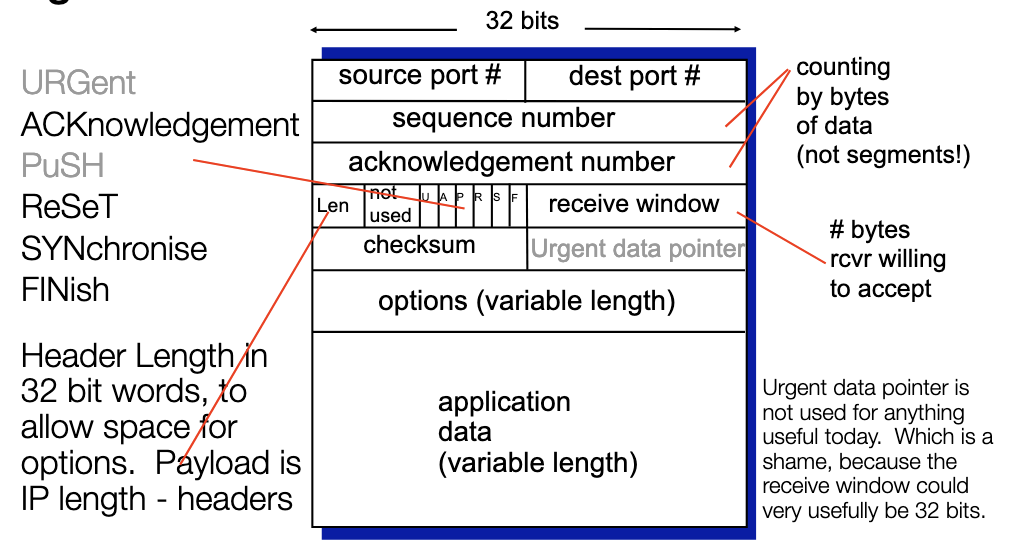 32 bits
URGent
ACKnowledgement
PuSH
ReSeT
SYNchronise
FINish
Header Length in
32 bit words, to
allow space for
options.  Payload is
IP length - headers
source port #
dest port #
sequence number
acknowledgement number
Len
not
used
U A P R S F
receive window
checksum
Urgent data pointer
options (variable length)
application
data
(variable length)
counting
by bytes
of data
(not segments!)
# bytes
rcvr willing
to accept
Urgent data pointer is
not used for anything
useful today.  Which is a
shame, because the
receive window could
very usefully be 32 bits.